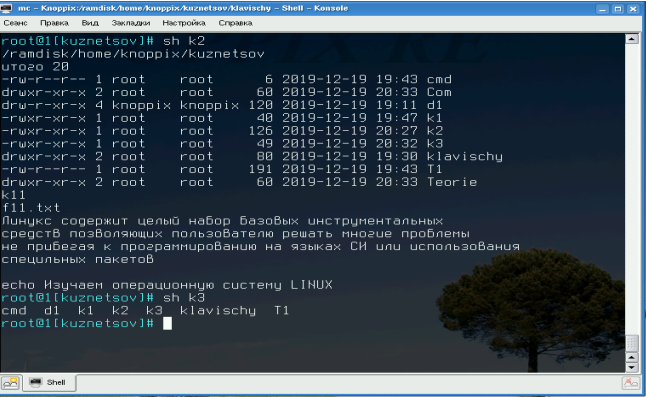 mc - Knoppix:/ramdisk/home/knoppix/kuznetsov/klavischy - Shell - Konsole
Сеанс Правка Вид Закладки Настройка Справка
root@1[kuznetsov]# sh k2
/ramdisk/home/knoppix/kuznetsov
итого 20
-rw-r--r-- 1 root root 6 2019-12-19 19:43 cmd
drwxr-xr-x 2 root root 60 2019-12-19 20:33 Com
drw-r-xr-x 4 knoppix knoppix 120 2019-12-19 19:11 d1
-rwxr-xr-x 1 root root 40 2019-12-19 19:47 k1
-rwxr-xr-x 1 root root 126 2019-12-19 20:27 k2
-rwxr-xr-x 1 root root 49 2019-12-19 20:32 k3
drw-r-xr-x 2 root root 80 2019-12-19 19:30 klavischy
-rw-r--r-- 1 root root 191 2019-12-19 19:43 T1
drwxr-xr-x 2 root root 60 2019-12-19 20:33 Teorie
k11
f11.txt
Линукс содержит целый набор базовых инструментальных
средств позволяющих пользователю решать многие проблемы
не прибегая к программированию на языках СИ или использования
специльных пакетов
echo Изучаем операционную систему LINUX
root@1[kuznetsov]# sh k3
cmd d1 k1 k2 k3 klavischy T1
root@1[kuznetsov]#
Shell